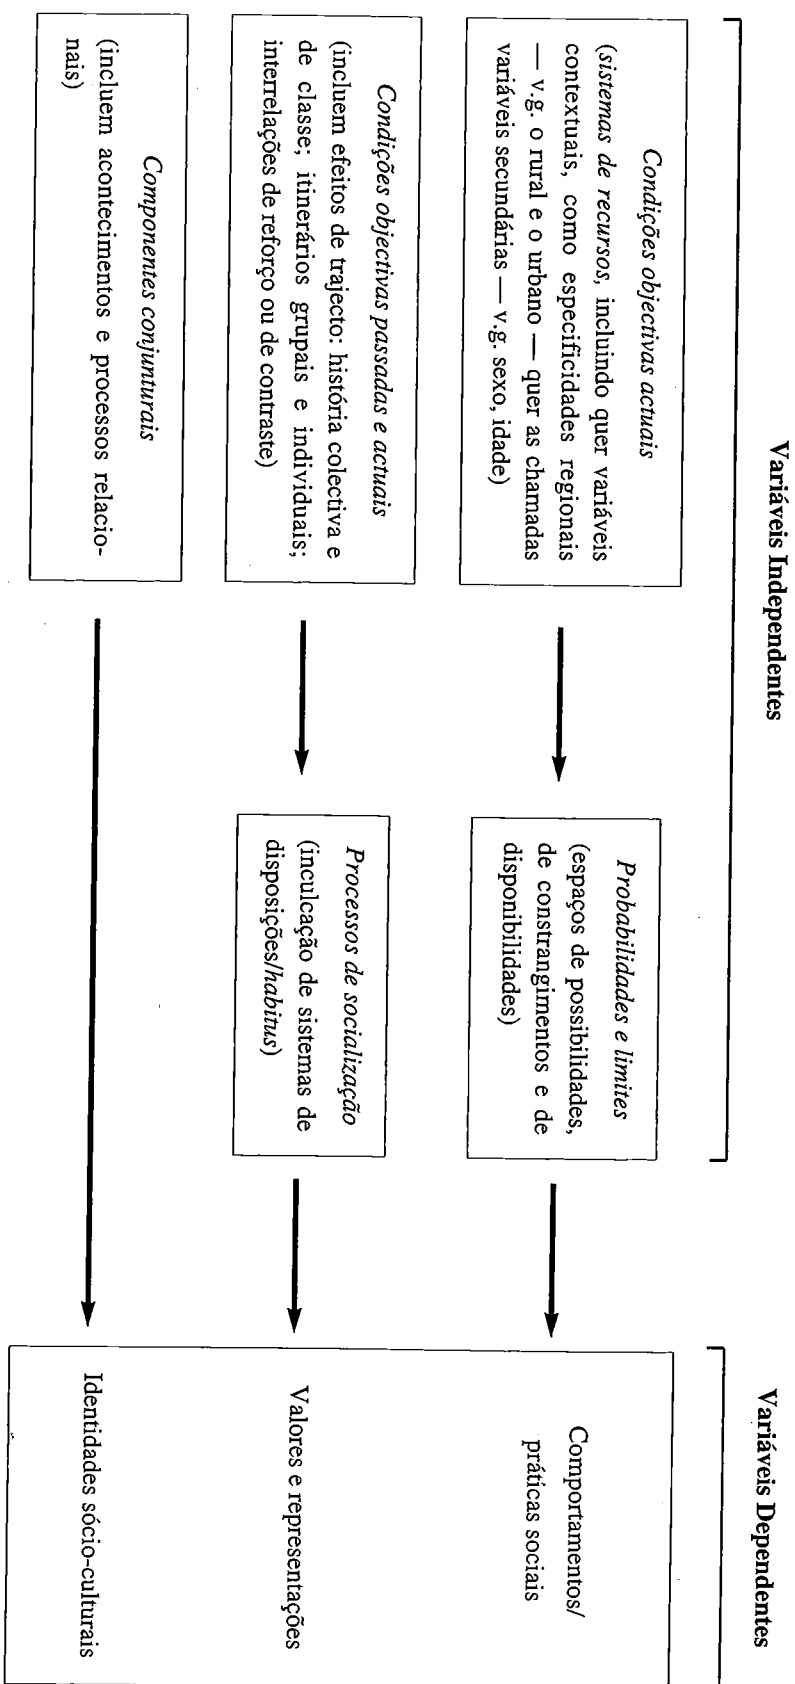 Variáveis Independentes
Variáveis Dependentes
Condições objectivas actuais
(sistemas de recursos, incluindo quer variáveis
contextuais, como especificidades regionais
— v.g. o rural e o urbano — quer as chamadas
variáveis secundárias — v.g. sexo, idade)
Probabilidades e limites
(espaços de possibilidades,
de constrangimentos e de
disponibilidades)
Comportamentos/
práticas sociais
Condições objectivas passadas e actuais
(incluem efeitos de trajecto: história colectiva e
de classe; itinerários grupais e individuais;
interrelações de reforço ou de contraste)
Processos de socialização
(inculcação de sistemas de
disposições/habitus)
Valores e representações
Componentes conjunturais
(incluem acontecimentos e processos relacio-
nais)
Identidades sócio-culturais